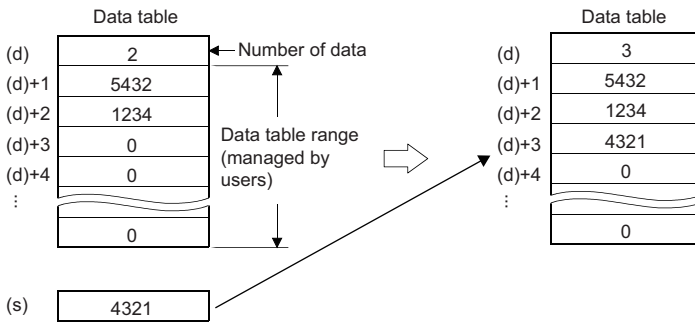 Data table
(d) 2 Number of data
(d)+1 5432
(d)+2 1234
(d)+3 0
(d)+4 0
⋮
0
Data table range
(managed by
users)
(s) 4321
Data table
(d) 3
(d)+1 5432
(d)+2 1234
(d)+3 4321
(d)+4 0
⋮
0